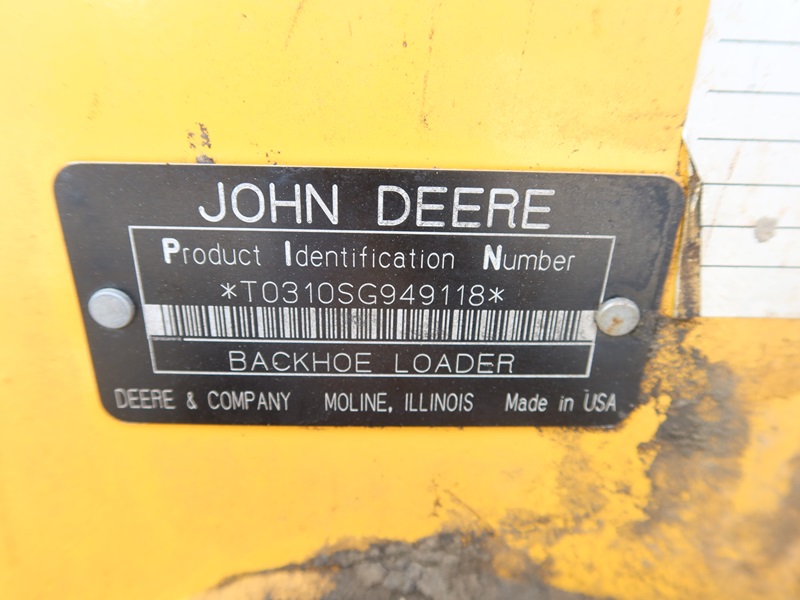 JOHN DEERE
Product Identification Number
*T0310SG949118*
BACKHOE LOADER
DEERE & COMPANY MOLINE, ILLINOIS Made in USA